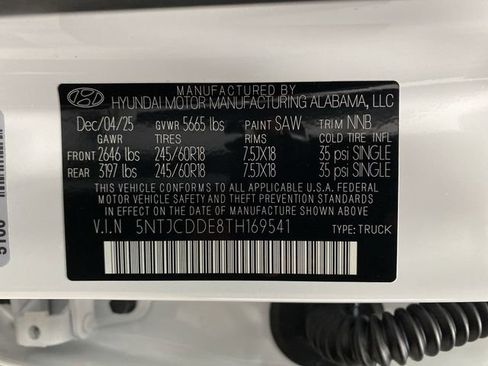 MANUFACTURED BY
HYUNDAI MOTOR MANUFACTURING ALABAMA, LLC
Dec/04/25 GVWR 5665 lbs PAINT SAW TRIM NNB
GAWR TIRES RIMS COLD TIRE INFL
FRONT 2646 lbs 245/60R18 7.5JX18 35 psi SINGLE
REAR 3197 lbs 245/60R18 7.5JX18 35 psi SINGLE
THIS VEHICLE CONFORMS TO ALL APPLICABLE U.S.A. FEDERAL
MOTOR VEHICLE SAFETY AND THEFT PREVENTION STANDARDS
IN EFFECT ON THE DATE OF MANUFACTURE SHOWN ABOVE.
V.I.N 5NTJCDDE8TH169541 TYPE: TRUCK